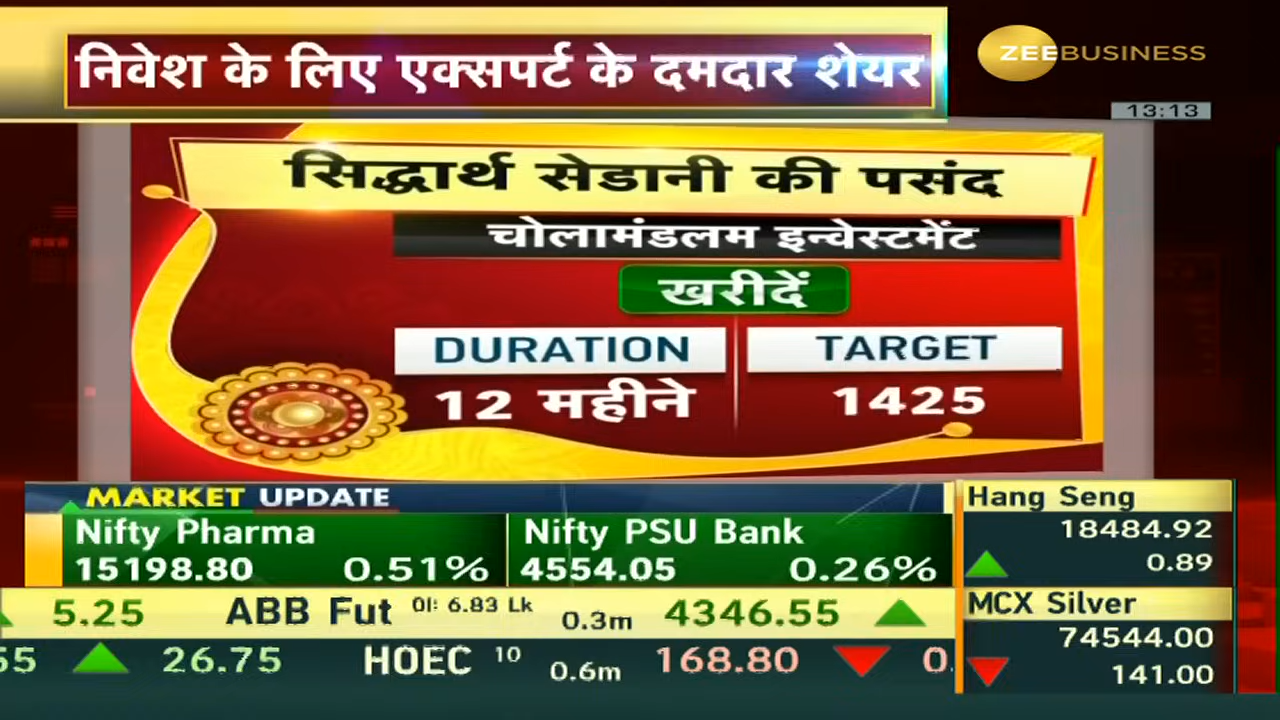 निवेश के लिए एक्सपर्ट के दमदार शेयर
ZEEBUSINESS
13:13
सिद्धार्थ सेडानी की पसंद
चोलामंडलम इन्वेस्टमेंट
खरीदें
DURATION TARGET
12 महीने 1425
MARKET UPDATE
Nifty Pharma
15198.80 0.51%
Nifty PSU Bank
4554.05 0.26%
Hang Seng
18484.92
0.89
MCX Silver
74544.00
141.00
5.25 ABB Fut OI: 6.83 Lk 0.3m 4346.55
55 26.75 HOEC 10 0.6m 168.80 0.